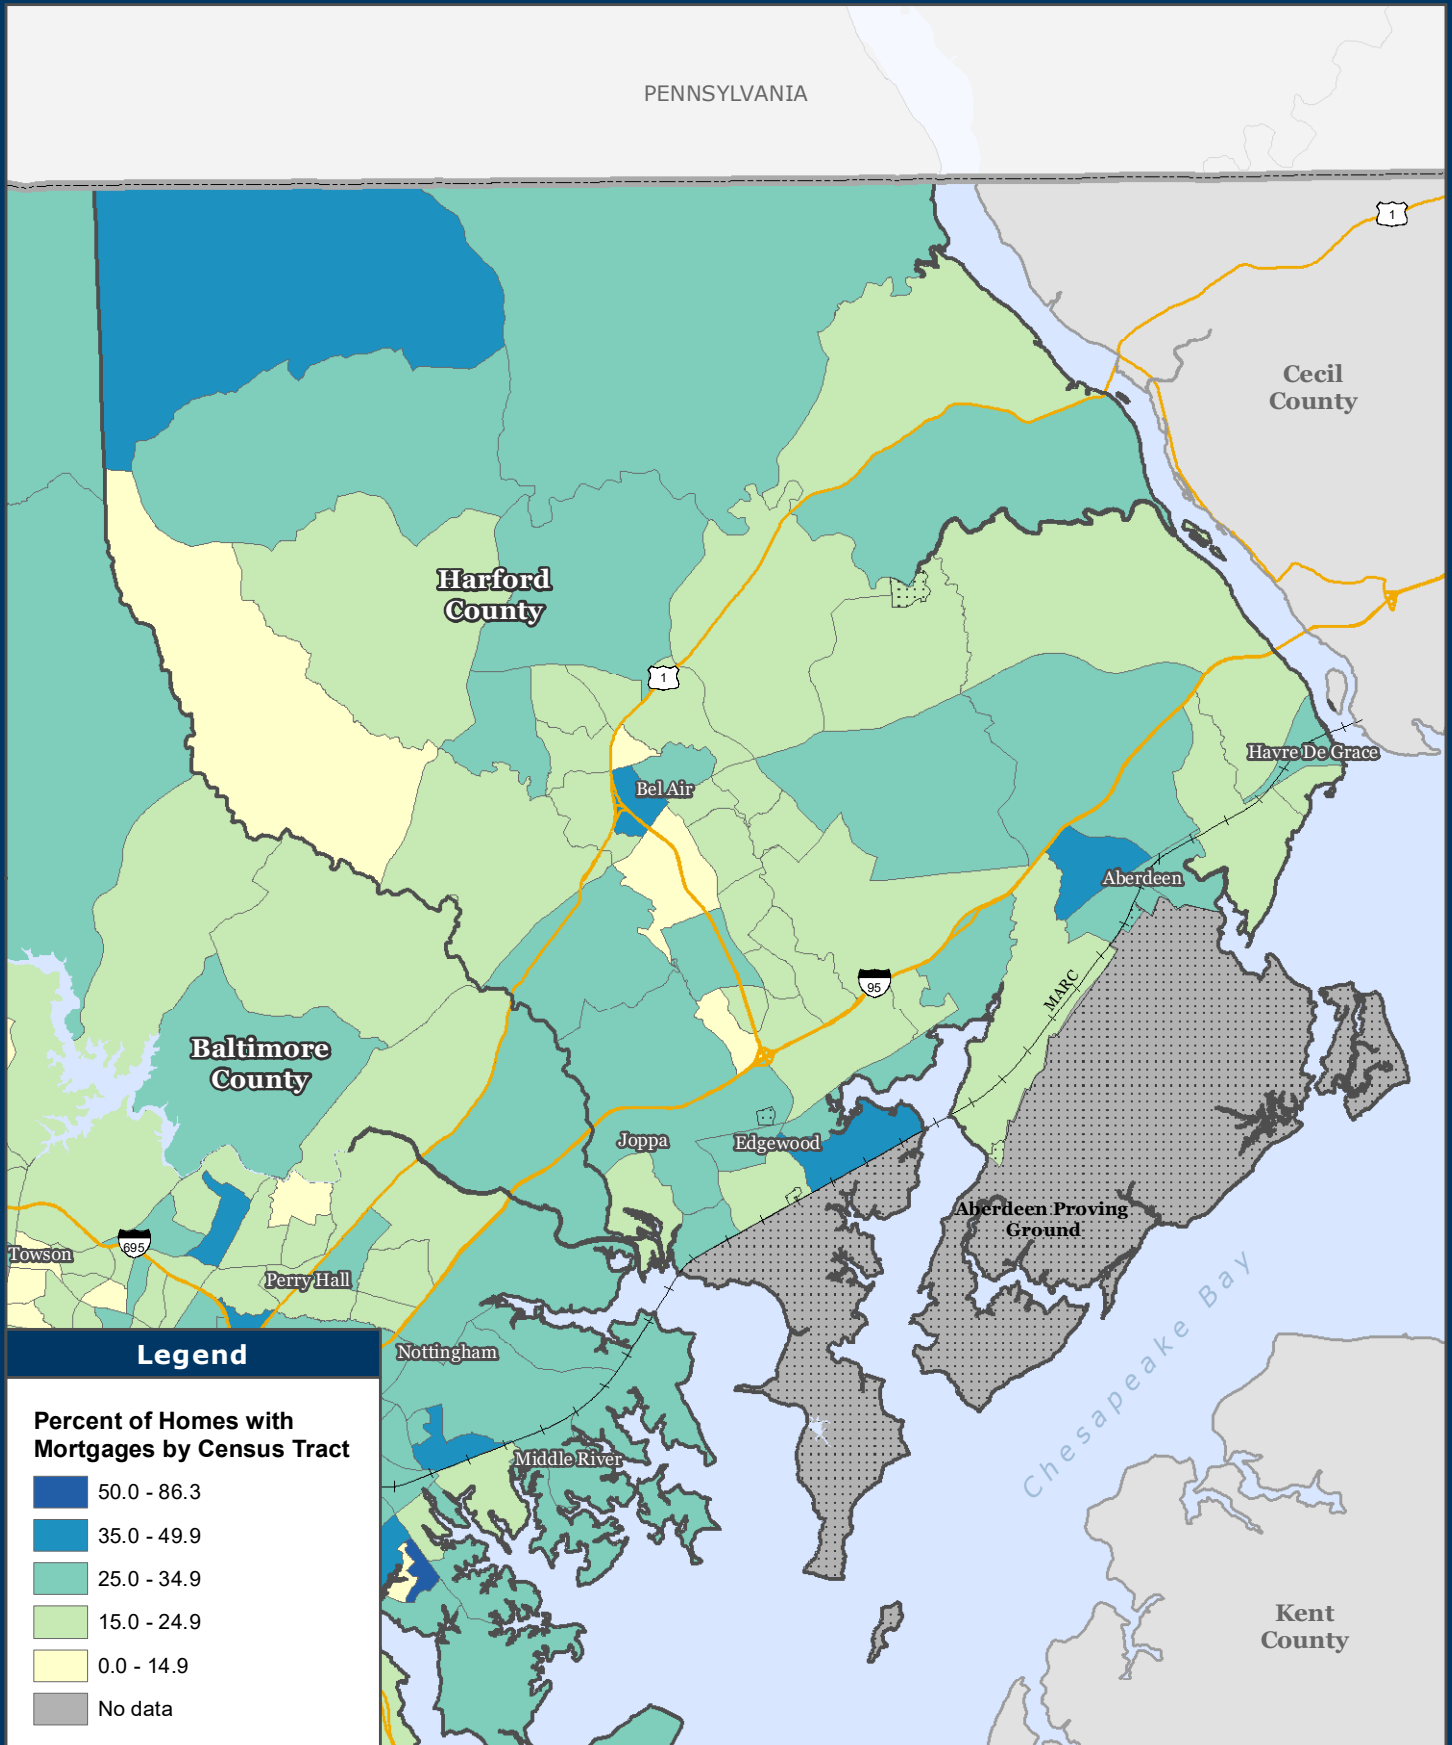 PENNSYLVANIA
1
Cecil
County
Harford
County
1
Havre De Grace
Bel Air
Aberdeen
95
MARC
Baltimore
County
Joppa
Edgewood
Aberdeen Proving
Ground
695
Towson
Perry Hall
Nottingham
Chesapeake Bay
Middle River
Kent
County
Legend
Percent of Homes with
Mortgages by Census Tract
50.0 - 86.3
35.0 - 49.9
25.0 - 34.9
15.0 - 24.9
0.0 - 14.9
No data